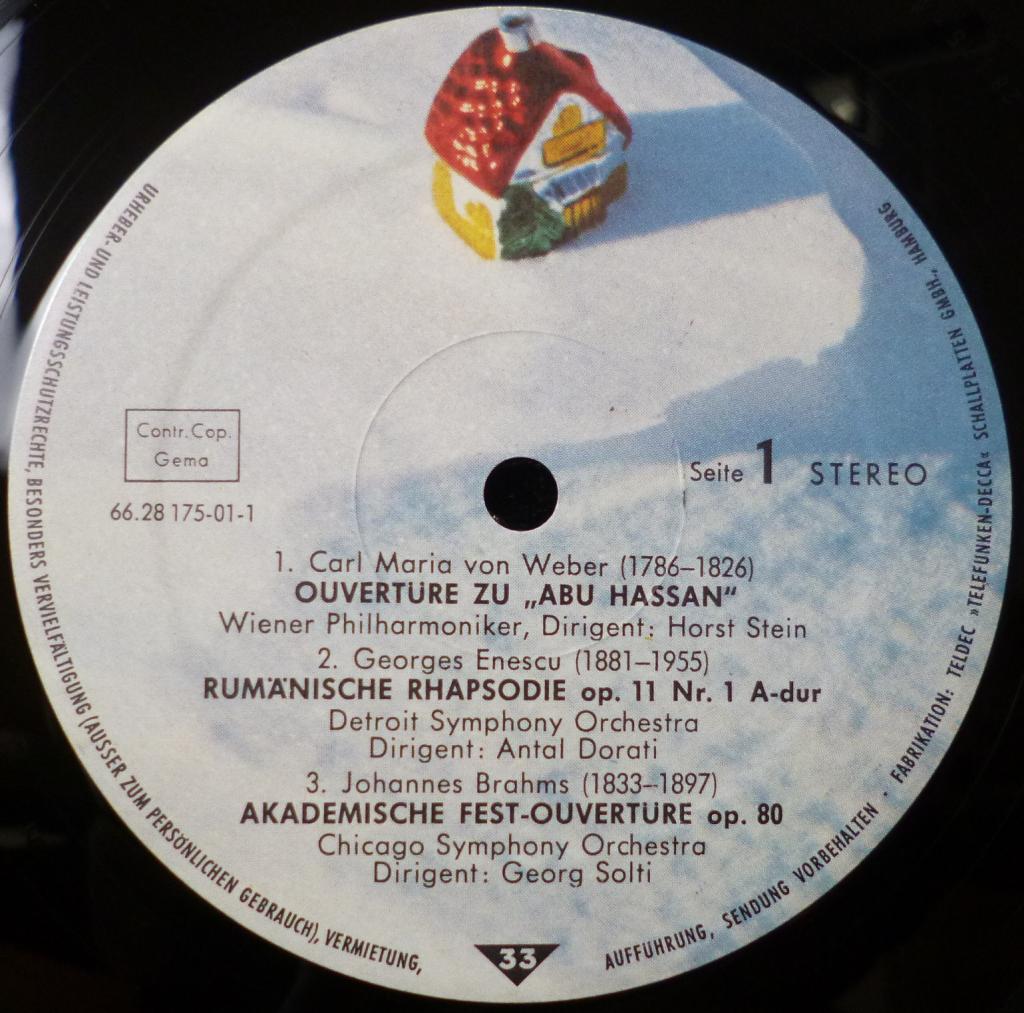 Contr. Cop.
Gema
66.28 175-01-1
Seite 1 STEREO
1. Carl Maria von Weber (1786–1826)
OUVERTÜRE ZU „ABU HASSAN“
Wiener Philharmoniker, Dirigent: Horst Stein
2. Georges Enescu (1881–1955)
RUMÄNISCHE RHAPSODIE op. 11 Nr. 1 A-dur
Detroit Symphony Orchestra
Dirigent: Antal Dorati
3. Johannes Brahms (1833–1897)
AKADEMISCHE FEST-OUVERTÜRE op. 80
Chicago Symphony Orchestra
Dirigent: Georg Solti
33
URHEBER- UND LEISTUNGSSCHUTZRECHTE, BESONDERS VERVIELFÄLTIGUNG (AUSSER ZUM PERSÖNLICHEN GEBRAUCH), VERMIETUNG, AUFFÜHRUNG, SENDUNG VORBEHALTEN · FABRIKATION: TELDEC »TELEFUNKEN-DECCA« SCHALLPLATTEN GMBH., HAMBURG